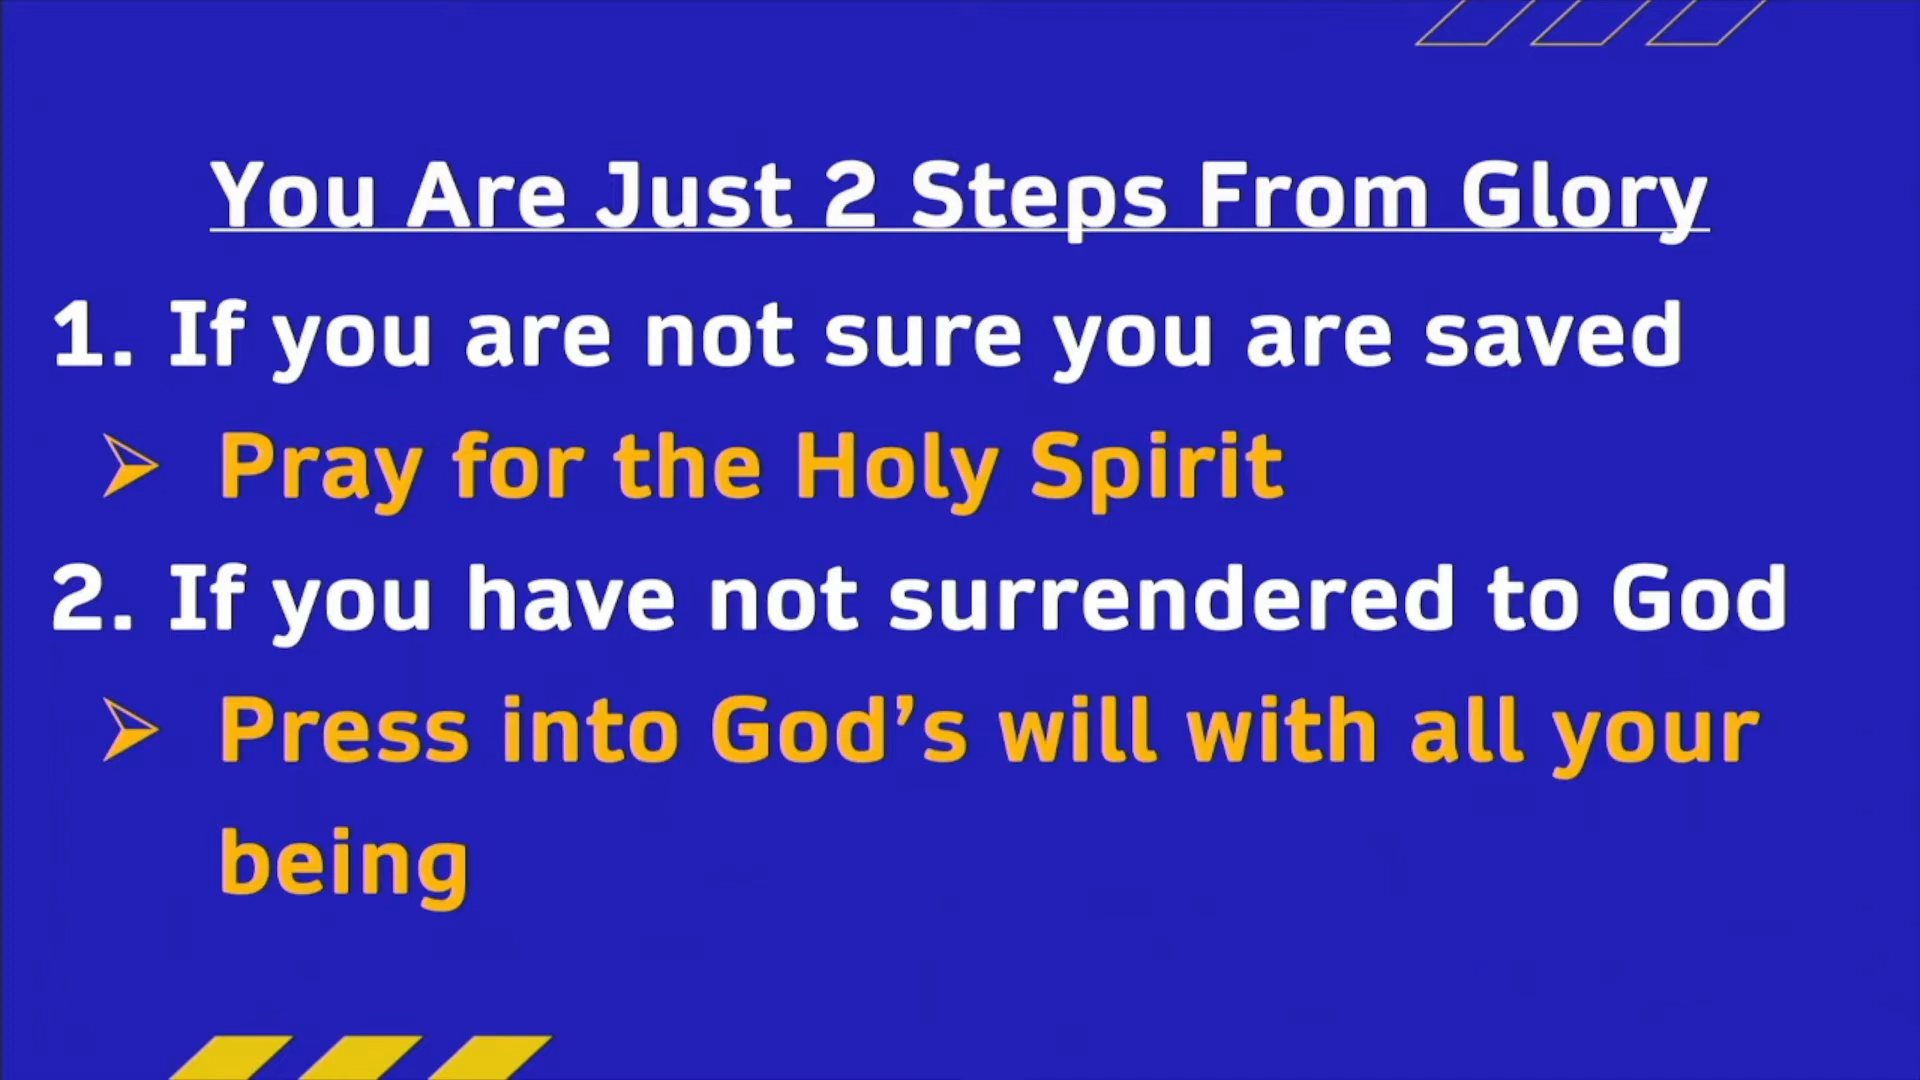 You Are Just 2 Steps From Glory
1. If you are not sure you are saved
➢ Pray for the Holy Spirit
2. If you have not surrendered to God
➢ Press into God’s will with all your
being